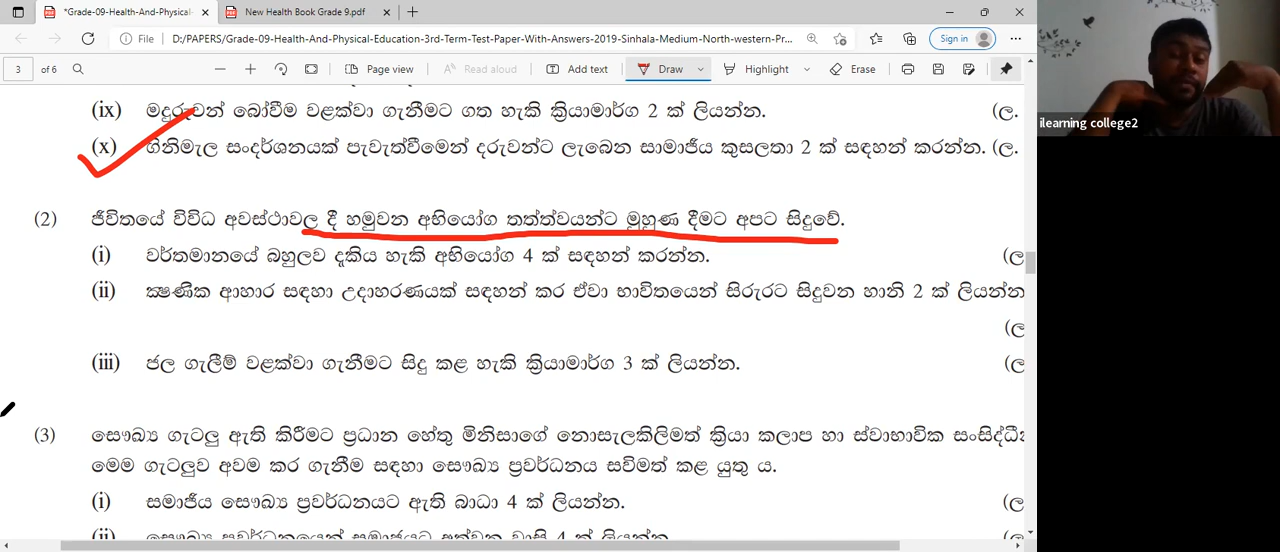 *Grade-09-Health-And-Physical-
New Health Book Grade 9.pdf
File
D:/PAPERS/Grade-09-Health-And-Physical-Education-3rd-Term-Test-Paper-With-Answers-2019-Sinhala-Medium-North-western-Pr...
Sign in
3 of 6
Page view
Read aloud
Add text
Draw
Highlight
Erase
ilearning college2
(ix) මදුරුවන් බෝවීම වළක්වා ගැනීමට ගත හැකි ක්‍රියාමාර්ග 2 ක් ලියන්න. (ල.
(x) ගිනිමැල සංදර්ශනයක් පැවැත්වීමෙන් දරුවන්ට ලැබෙන සාමාජීය කුසලතා 2 ක් සඳහන් කරන්න. (ල.
(2) ජීවිතයේ විවිධ අවස්ථාවල දී හමුවන අභියෝග තත්ත්වයන්ට මුහුණ දීමට අපට සිදුවේ.
(i) වර්තමානයේ බහුලව දැකිය හැකි අභියෝග 4 ක් සඳහන් කරන්න. (ල
(ii) ක්‍ෂණික ආහාර සඳහා උදාහරණයක් සඳහන් කර ඒවා භාවිතයෙන් සිරුරට සිදුවන හානි 2 ක් ලියන්න
(ල
(iii) ජල ගැලීම් වළක්වා ගැනීමට සිදු කළ හැකි ක්‍රියාමාර්ග 3 ක් ලියන්න. (ල
(3) සෞඛ්‍ය ගැටලු ඇති කිරීමට ප්‍රධාන හේතු මිනිසාගේ නොසැලකිලිමත් ක්‍රියා කලාප හා ස්වාභාවික සංසිද්ධීන්
මෙම ගැටලුව අවම කර ගැනීම සඳහා සෞඛ්‍ය ප්‍රවර්ධනය සවිමත් කළ යුතු ය.
(i) සමාජීය සෞඛ්‍ය ප්‍රවර්ධනයට ඇති බාධා 4 ක් ලියන්න. (ල